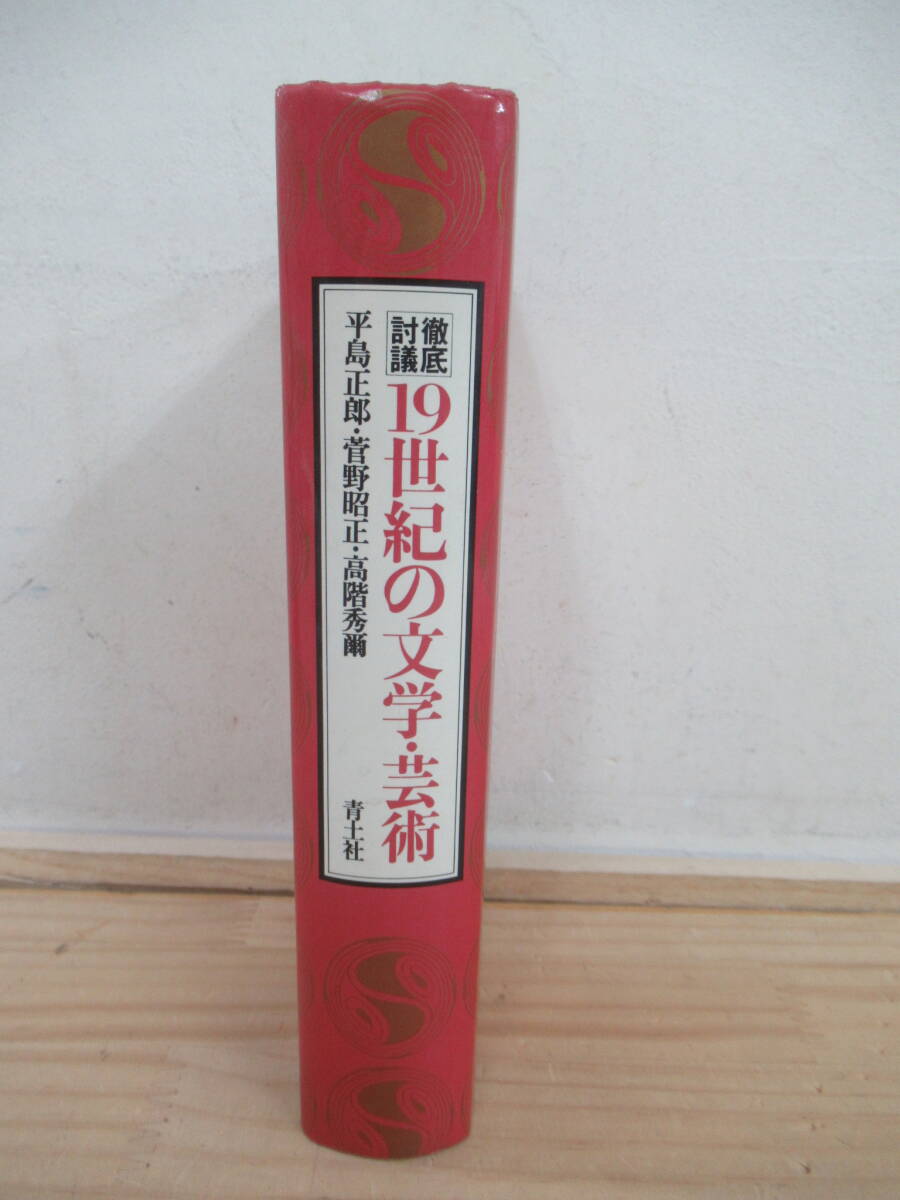 徹底
討議
19世紀の文学・芸術
平島正郎・菅野昭正・高階秀爾
青土社